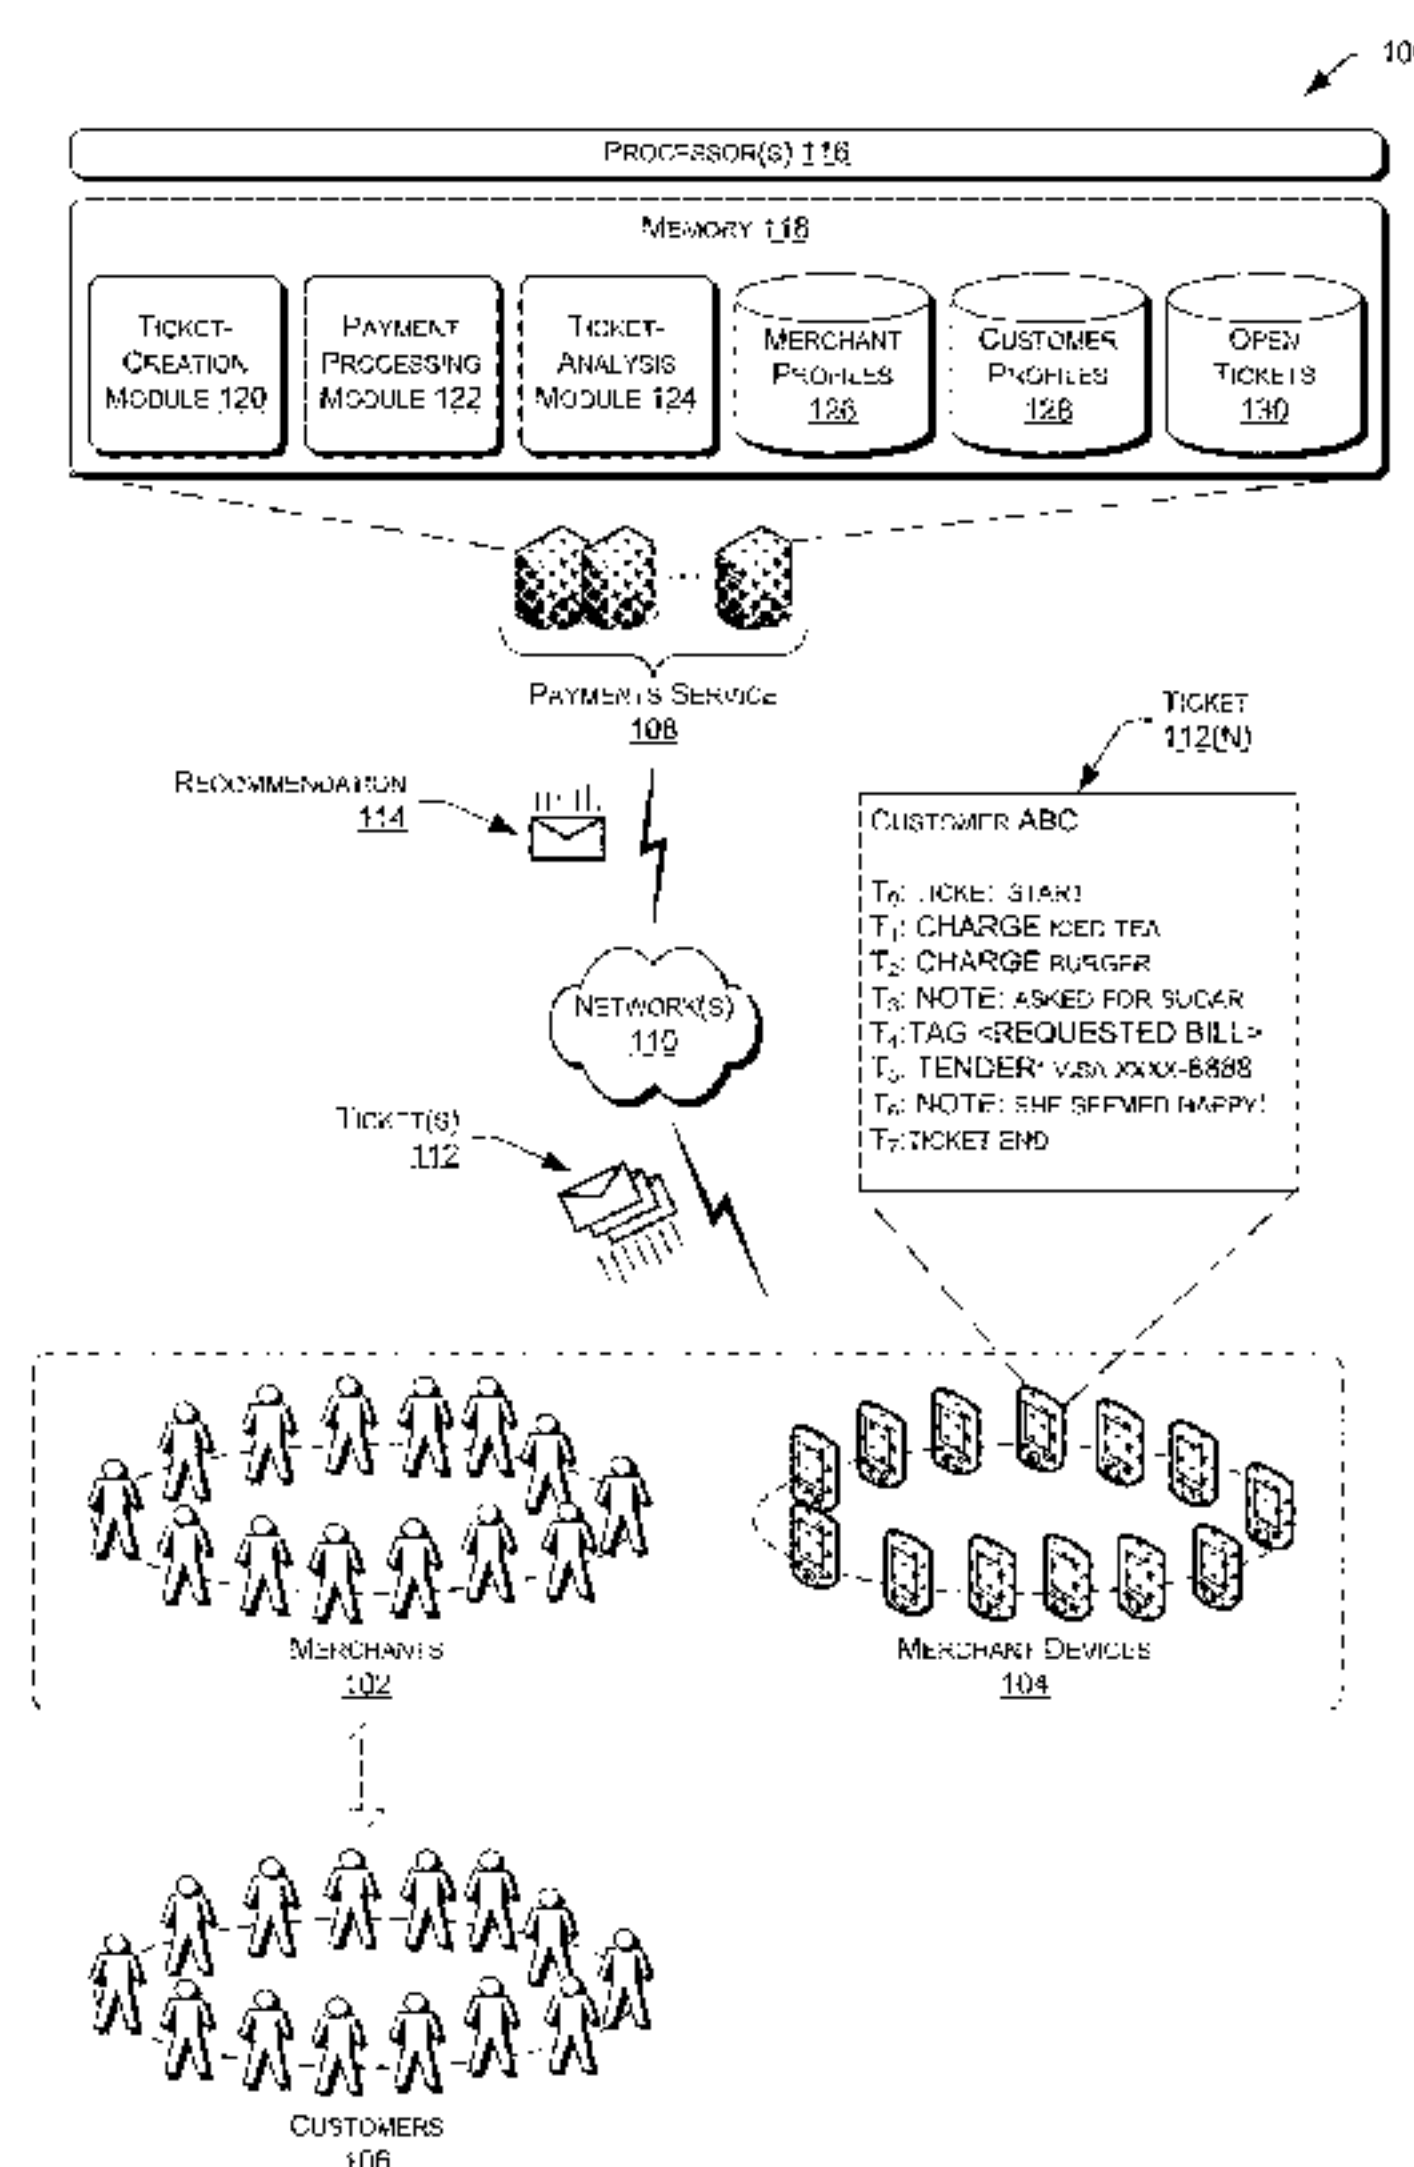 10
PROCESSOR(S) 116
MEMORY 118
TICKET-
CREATION
MODULE 120
PAYMENT
PROCESSING
MODULE 122
TICKET-
ANALYSIS
MODULE 124
MERCHANT
PROFILES
126
CUSTOMER
PROFILES
128
OPEN
TICKETS
130
PAYMENTS SERVICE
108
TICKET
112(N)
RECOMMENDATION
114
CUSTOMER ABC
T0: TICKET START
T1: CHARGE ICED TEA
T2: CHARGE BURGER
T3: NOTE: ASKED FOR SUGAR
T4:TAG <REQUESTED BILL>
T5: TENDER: VISA XXXX-8888
T6: NOTE: SHE SEEMED HAPPY!
T7:TICKET END
NETWORK(S)
110
TICKET(S)
112
MERCHANTS
102
MERCHANT DEVICES
104
CUSTOMERS
106